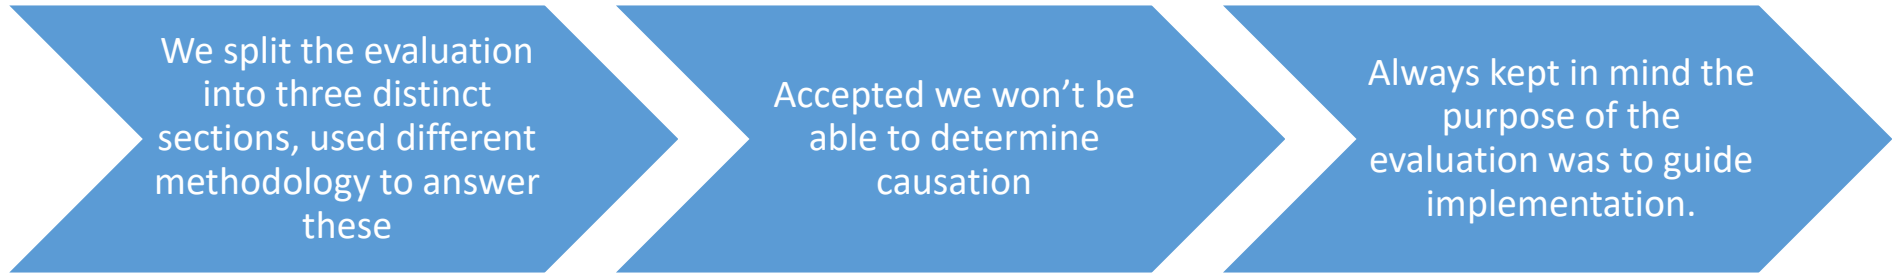 We split the evaluation
into three distinct
sections, used different
methodology to answer
these
Accepted we won’t be
able to determine
causation
Always kept in mind the
purpose of the
evaluation was to guide
implementation.